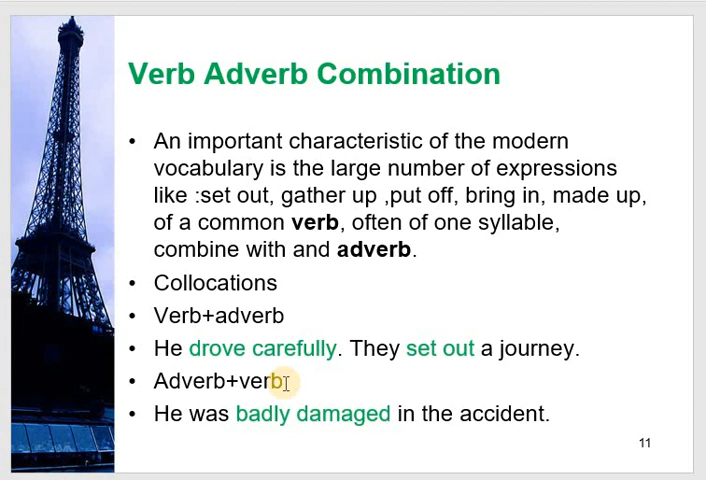 Verb Adverb Combination
• An important characteristic of the modern
vocabulary is the large number of expressions
like :set out, gather up ,put off, bring in, made up,
of a common verb, often of one syllable,
combine with and adverb.
• Collocations
• Verb+adverb
• He drove carefully. They set out a journey.
• Adverb+verb
• He was badly damaged in the accident.
11